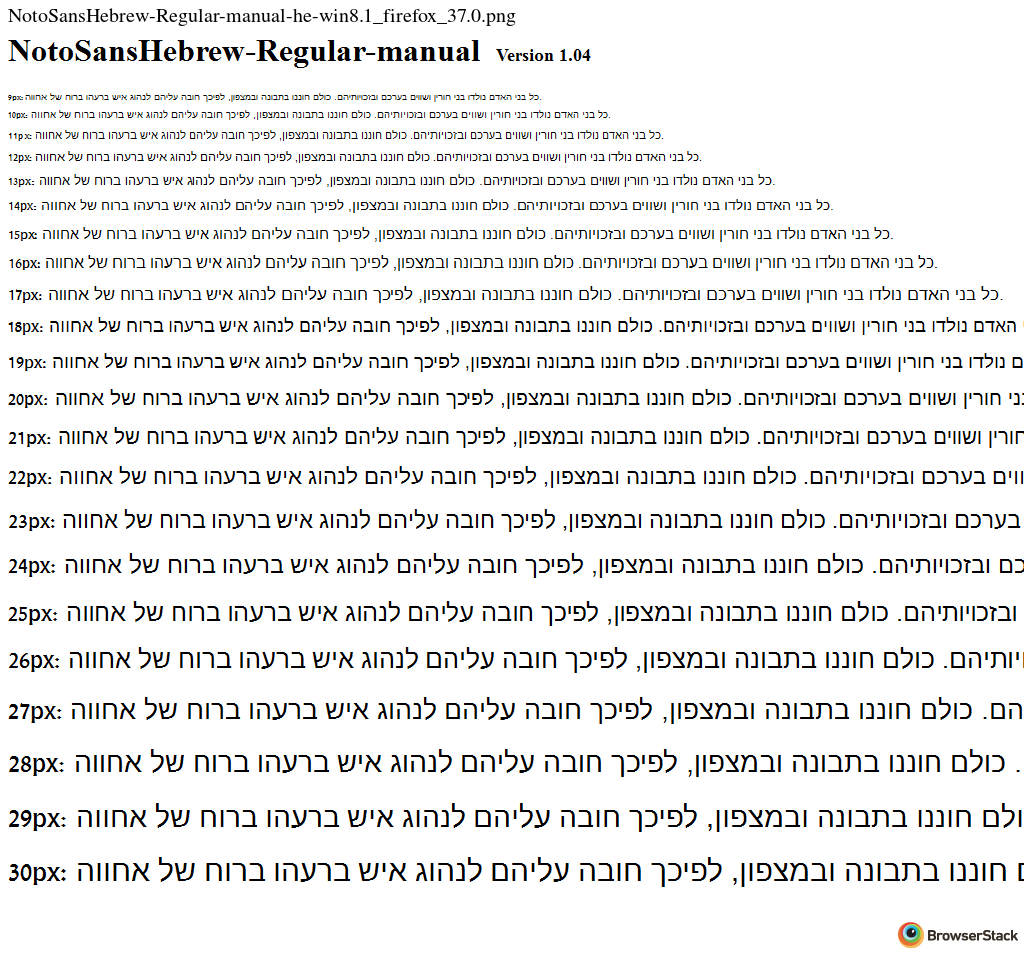 NotoSansHebrew-Regular-manual-he-win8.1_firefox_37.0.png
NotoSansHebrew-Regular-manual Version 1.04
9px: כל בני האדם נולדו בני חורין ושווים בערכם ובזכויותיהם. כולם חוננו בתבונה ובמצפון, לפיכך חובה עליהם לנהוג איש ברעהו ברוח של אחווה.
10px: כל בני האדם נולדו בני חורין ושווים בערכם ובזכויותיהם. כולם חוננו בתבונה ובמצפון, לפיכך חובה עליהם לנהוג איש ברעהו ברוח של אחווה.
11px: כל בני האדם נולדו בני חורין ושווים בערכם ובזכויותיהם. כולם חוננו בתבונה ובמצפון, לפיכך חובה עליהם לנהוג איש ברעהו ברוח של אחווה.
12px: כל בני האדם נולדו בני חורין ושווים בערכם ובזכויותיהם. כולם חוננו בתבונה ובמצפון, לפיכך חובה עליהם לנהוג איש ברעהו ברוח של אחווה.
13px: כל בני האדם נולדו בני חורין ושווים בערכם ובזכויותיהם. כולם חוננו בתבונה ובמצפון, לפיכך חובה עליהם לנהוג איש ברעהו ברוח של אחווה.
14px: כל בני האדם נולדו בני חורין ושווים בערכם ובזכויותיהם. כולם חוננו בתבונה ובמצפון, לפיכך חובה עליהם לנהוג איש ברעהו ברוח של אחווה.
15px: כל בני האדם נולדו בני חורין ושווים בערכם ובזכויותיהם. כולם חוננו בתבונה ובמצפון, לפיכך חובה עליהם לנהוג איש ברעהו ברוח של אחווה.
16px: כל בני האדם נולדו בני חורין ושווים בערכם ובזכויותיהם. כולם חוננו בתבונה ובמצפון, לפיכך חובה עליהם לנהוג איש ברעהו ברוח של אחווה.
17px: כל בני האדם נולדו בני חורין ושווים בערכם ובזכויותיהם. כולם חוננו בתבונה ובמצפון, לפיכך חובה עליהם לנהוג איש ברעהו ברוח של אחווה.
18px: האדם נולדו בני חורין ושווים בערכם ובזכויותיהם. כולם חוננו בתבונה ובמצפון, לפיכך חובה עליהם לנהוג איש ברעהו ברוח של אחווה
19px: נולדו בני חורין ושווים בערכם ובזכויותיהם. כולם חוננו בתבונה ובמצפון, לפיכך חובה עליהם לנהוג איש ברעהו ברוח של אחווה
20px: חורין ושווים בערכם ובזכויותיהם. כולם חוננו בתבונה ובמצפון, לפיכך חובה עליהם לנהוג איש ברעהו ברוח של אחווה
21px: חורין ושווים בערכם ובזכויותיהם. כולם חוננו בתבונה ובמצפון, לפיכך חובה עליהם לנהוג איש ברעהו ברוח של אחווה
22px: ווים בערכם ובזכויותיהם. כולם חוננו בתבונה ובמצפון, לפיכך חובה עליהם לנהוג איש ברעהו ברוח של אחווה
23px: בערכם ובזכויותיהם. כולם חוננו בתבונה ובמצפון, לפיכך חובה עליהם לנהוג איש ברעהו ברוח של אחווה
24px: כם ובזכויותיהם. כולם חוננו בתבונה ובמצפון, לפיכך חובה עליהם לנהוג איש ברעהו ברוח של אחווה
25px: ובזכויותיהם. כולם חוננו בתבונה ובמצפון, לפיכך חובה עליהם לנהוג איש ברעהו ברוח של אחווה
26px: יותיהם. כולם חוננו בתבונה ובמצפון, לפיכך חובה עליהם לנהוג איש ברעהו ברוח של אחווה
27px: הם. כולם חוננו בתבונה ובמצפון, לפיכך חובה עליהם לנהוג איש ברעהו ברוח של אחווה
28px: . כולם חוננו בתבונה ובמצפון, לפיכך חובה עליהם לנהוג איש ברעהו ברוח של אחווה
29px: ולם חוננו בתבונה ובמצפון, לפיכך חובה עליהם לנהוג איש ברעהו ברוח של אחווה
30px: חוננו בתבונה ובמצפון, לפיכך חובה עליהם לנהוג איש ברעהו ברוח של אחווה
BrowserStack